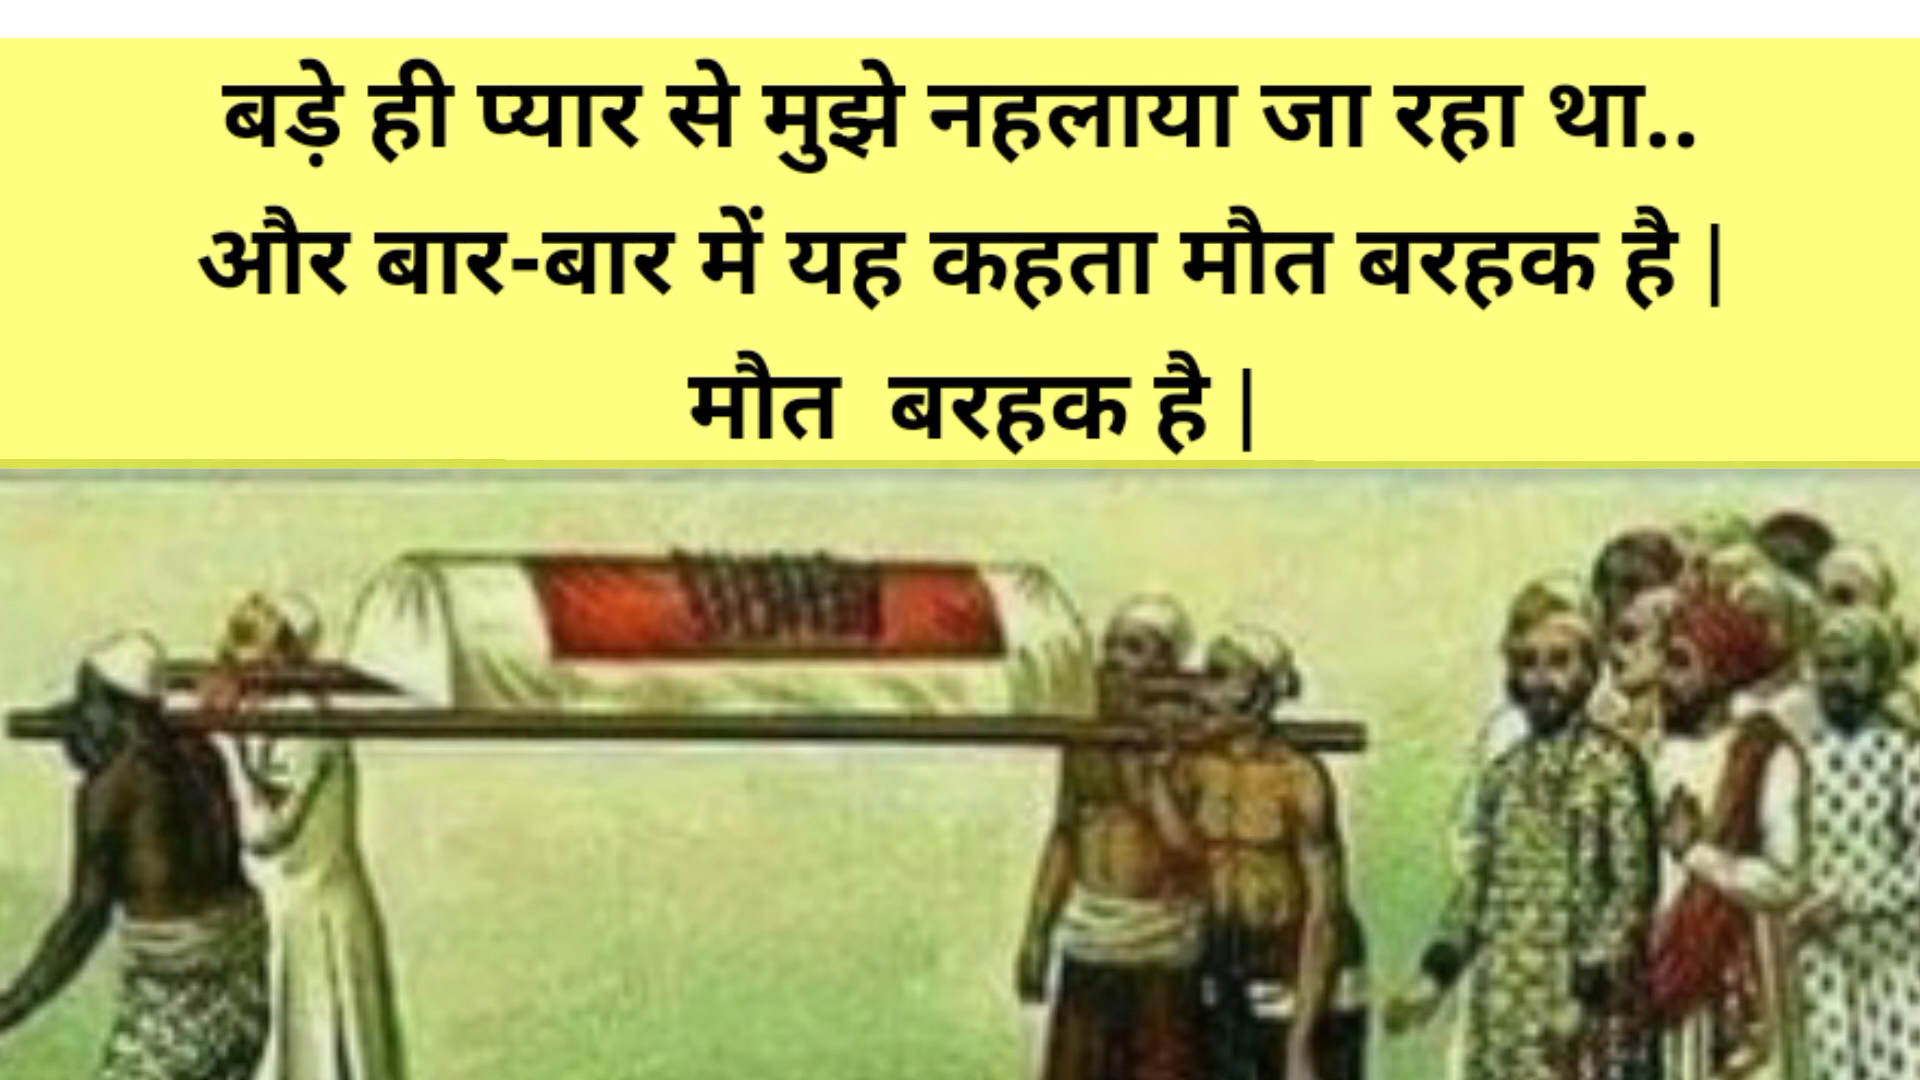 बड़े ही प्यार से मुझे नहलाया जा रहा था..
और बार-बार में यह कहता मौत बरहक है |
मौत  बरहक है |